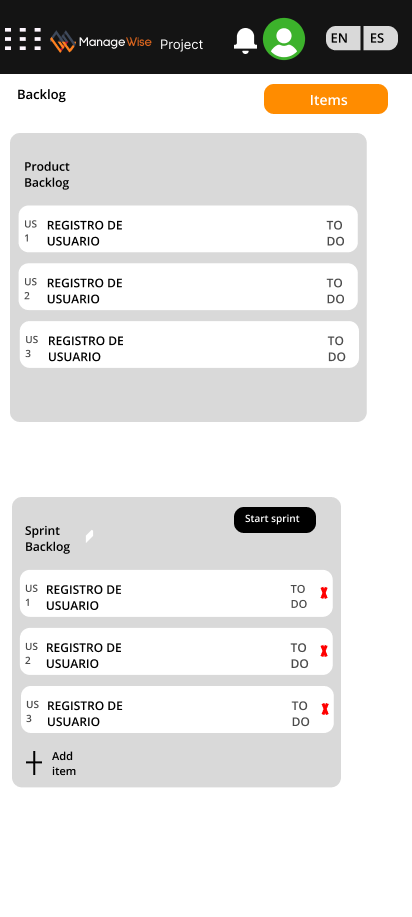 ManageWise Project EN ES
Backlog
Items
Product
Backlog
US
1
REGISTRO DE
USUARIO
TO
DO
US
2
REGISTRO DE
USUARIO
TO
DO
US
3
REGISTRO DE
USUARIO
TO
DO
Start sprint
Sprint
Backlog
US
1
REGISTRO DE
USUARIO
TO
DO
US
2
REGISTRO DE
USUARIO
TO
DO
US
3
REGISTRO DE
USUARIO
TO
DO
Add
item